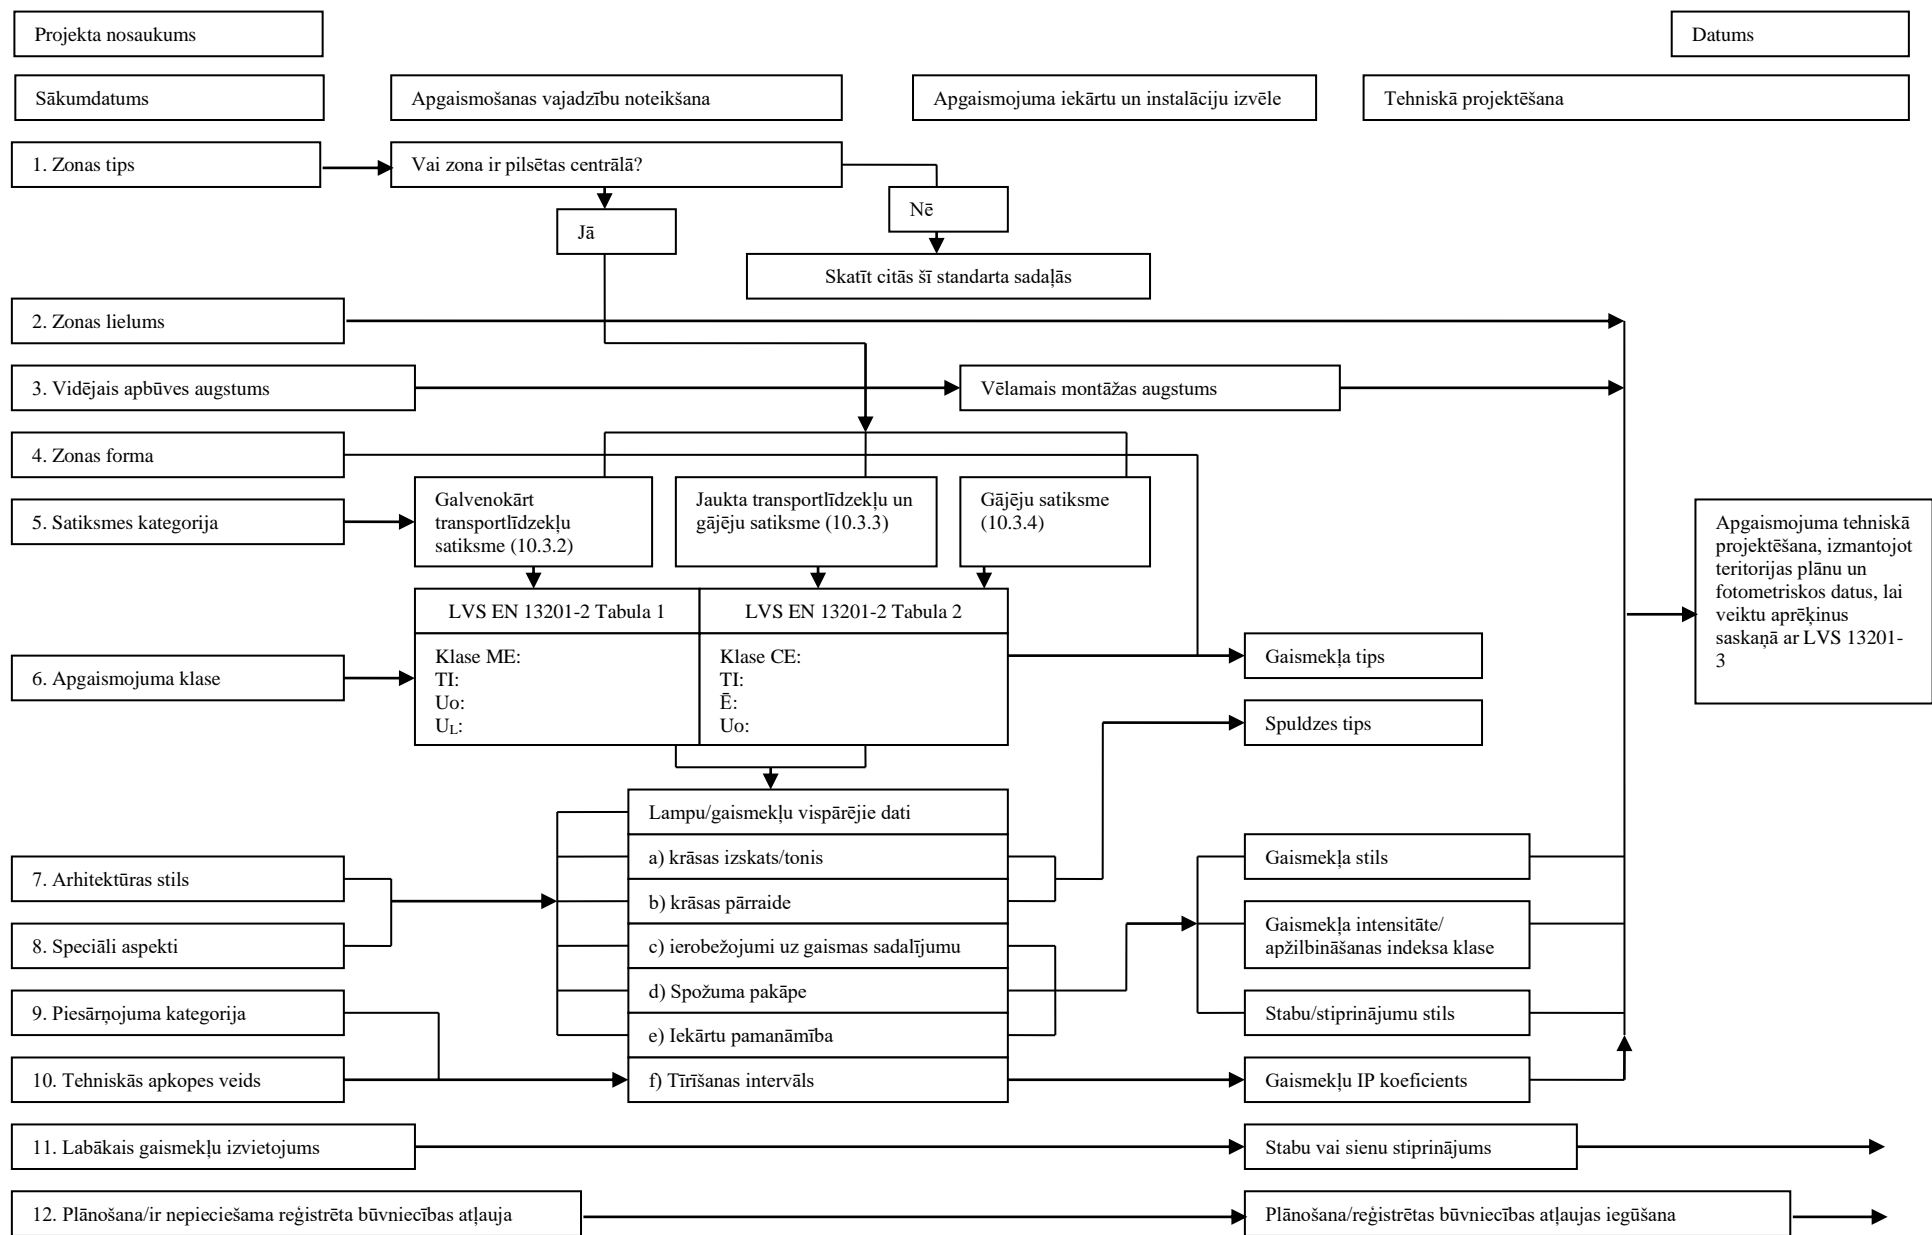 Projekta nosaukums
Datums
Sākumdatums
Apgaismošanas vajadzību noteikšana
Apgaismojuma iekārtu un instalāciju izvēle
Tehniskā projektēšana
1. Zonas tips
Vai zona ir pilsētas centrālā?
Nē
Jā
Skatīt citās šī standarta sadaļās
2. Zonas lielums
3. Vidējais apbūves augstums
Vēlamais montāžas augstums
4. Zonas forma
5. Satiksmes kategorija
Galvenokārt
transportlīdzekļu
satiksme (10.3.2)
Jaukta transportlīdzekļu un
gājēju satiksme (10.3.3)
Gājēju satiksme
(10.3.4)
Apgaismojuma tehniskā
projektēšana, izmantojot
teritorijas plānu un
fotometriskos datus, lai
veiktu aprēķinus
saskaņā ar LVS 13201-
3
LVS EN 13201-2 Tabula 1
LVS EN 13201-2 Tabula 2
6. Apgaismojuma klase
Klase ME:
TI:
Uo:
UL:
Klase CE:
TI:
Ē:
Uo:
Gaismekļa tips
Spuldzes tips
Lampu/gaismekļu vispārējie dati
a) krāsas izskats/tonis
b) krāsas pārraide
c) ierobežojumi uz gaismas sadalījumu
d) Spožuma pakāpe
e) Iekārtu pamanāmība
f) Tīrīšanas intervāls
7. Arhitektūras stils
8. Speciāli aspekti
9. Piesārņojuma kategorija
10. Tehniskās apkopes veids
Gaismekļa stils
Gaismekļa intensitāte/
apžilbināšanas indeksa klase
Stabu/stiprinājumu stils
Gaismekļu IP koeficients
11. Labākais gaismekļu izvietojums
Stabu vai sienu stiprinājums
12. Plānošana/ir nepieciešama reģistrēta būvniecības atļauja
Plānošana/reģistrētas būvniecības atļaujas iegūšana